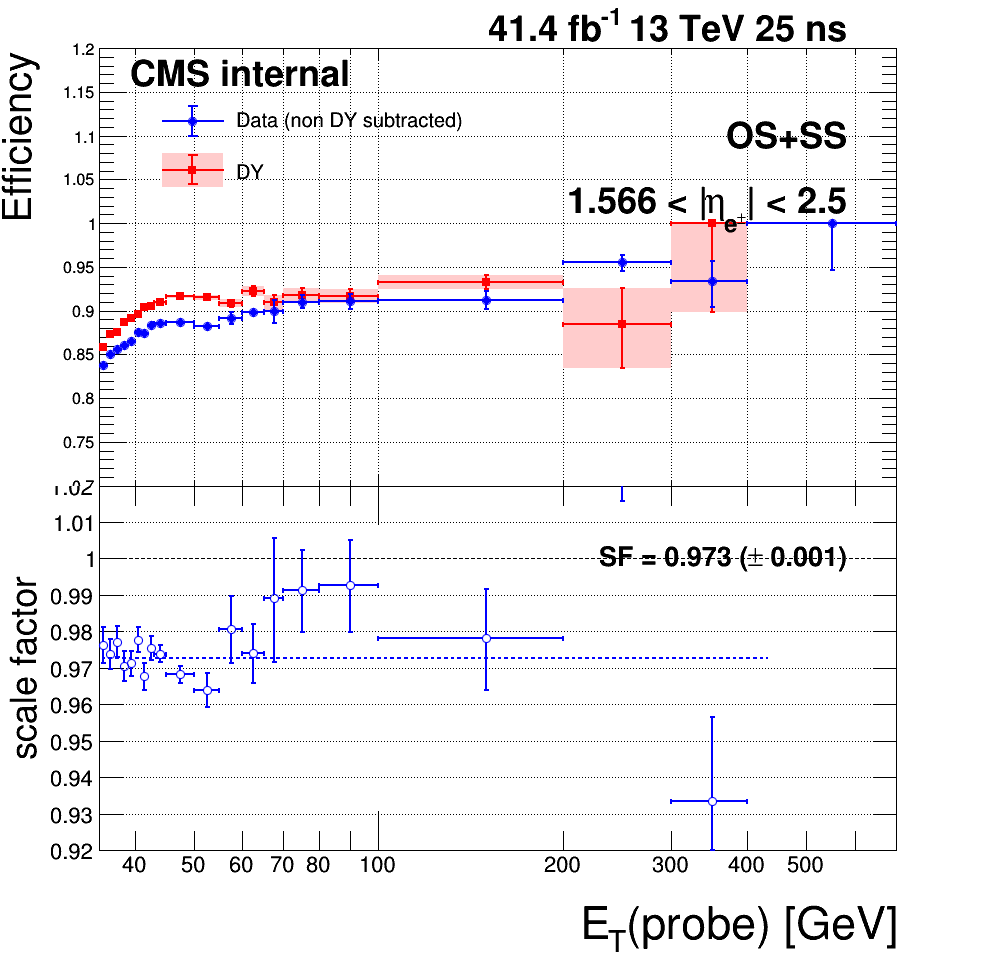 41.4 fb⁻¹ 13 TeV 25 ns
Efficiency
1.2
CMS internal
1.15
Data (non DY subtracted)
1.1
OS+SS
DY
1.05
1.566 < |η_e±| < 2.5
1
0.95
0.9
0.85
0.8
0.75
1.02
1.01
1
SF = 0.973 (± 0.001)
0.99
0.98
0.97
0.96
0.95
0.94
0.93
0.92
scale factor
40 50 60 70 80 100 200 300 400 500
E_T(probe) [GeV]